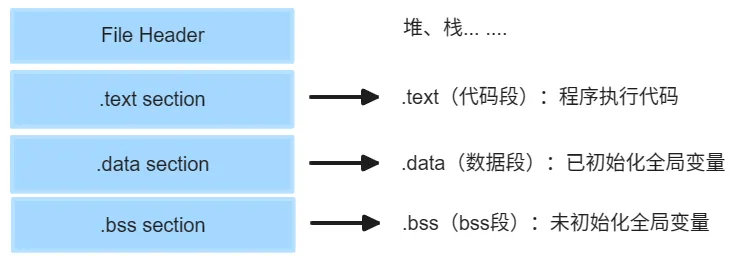 File Header
堆、栈... ....
.text section
.text（代码段）：程序执行代码
.data section
.data（数据段）：已初始化全局变量
.bss section
.bss（bss段）：未初始化全局变量